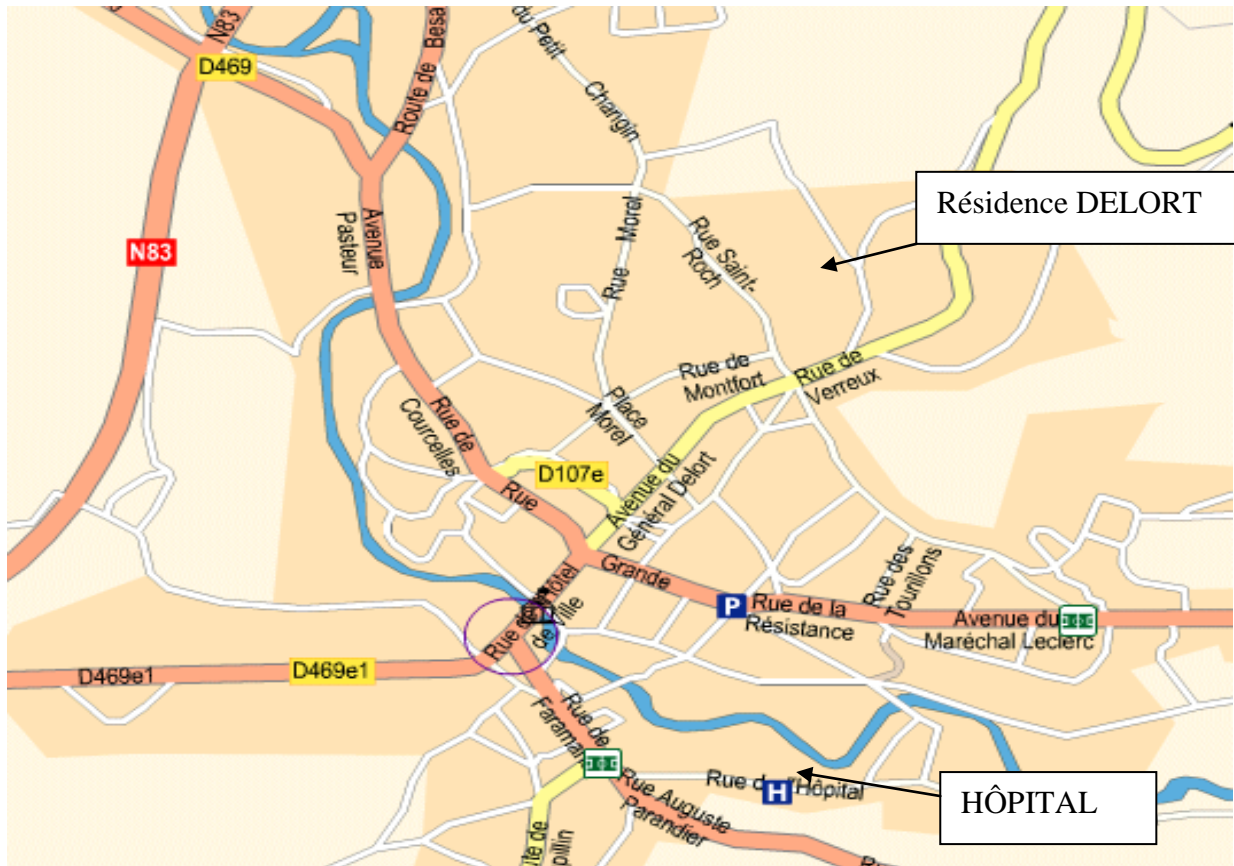 N83
D469
Route de Besa
du Petit
Changin
Résidence DELORT
N83
Avenue
Pasteur
Rue Morel
Rue Saint-
Roch
Rue de
Montfort
Rue de
Verreux
Place
Morel
Rue de
Courcelles
D107e
Rue
Avenue du
Général Delort
Grande
Rue des
Tourillons
P
Rue de la
Résistance
Avenue du
Maréchal Leclerc
Hôtel
de Ville
Rue
D469e1
D469e1
Rue de
Rue Auguste
Parandier
Rue de l'Hôpital
H
HÔPITAL